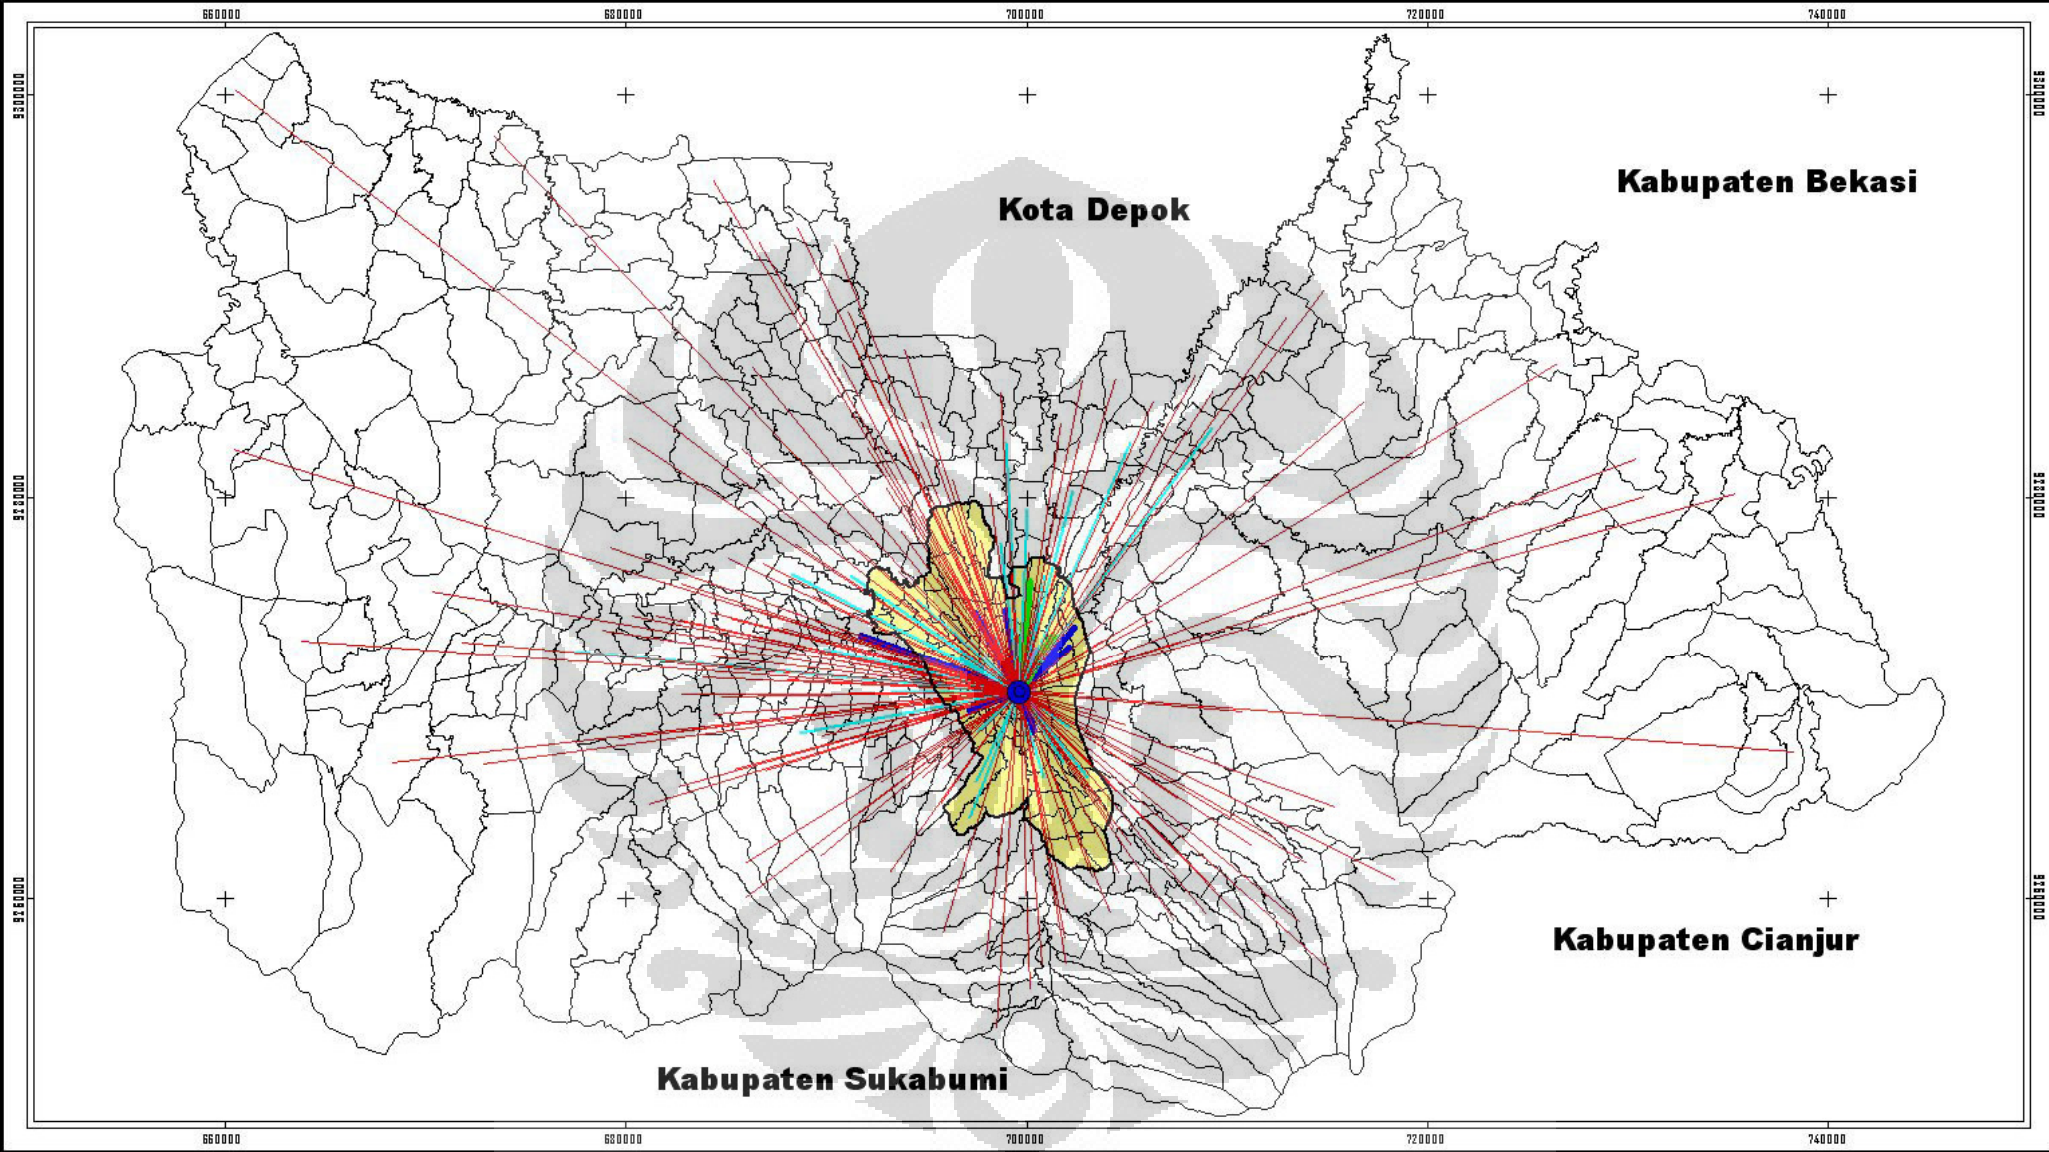 660000 680000 700000 720000 740000
Kabupaten Bekasi
Kota Depok
Kabupaten Cianjur
Kabupaten Sukabumi
660000 680000 700000 720000 740000